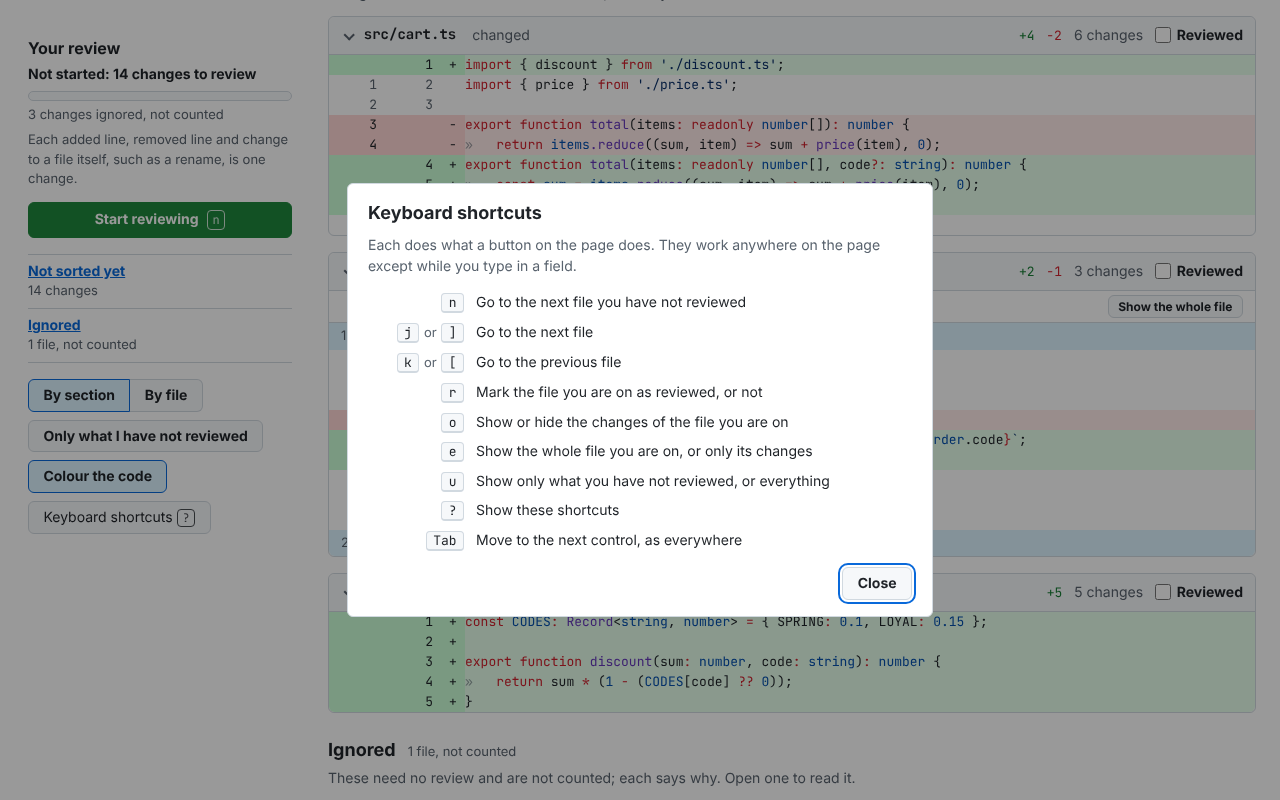 Your review
Not started: 14 changes to review
3 changes ignored, not counted
Each added line, removed line and change
to a file itself, such as a rename, is one
change.
Start reviewing n
Not sorted yet
14 changes
Ignored
1 file, not counted
By section By file
Only what I have not reviewed
Colour the code
Keyboard shortcuts ?
src/cart.ts changed +4 -2 6 changes Reviewed
1 + import { discount } from './discount.ts';
1 2 import { price } from './price.ts';
2 3
3 - export function total(items: readonly number[]): number {
4 - » return items.reduce((sum, item) => sum + price(item), 0);
4 + export function total(items: readonly number[], code?: string): number {
+2 -1 3 changes Reviewed
Show the whole file
rder.code}`;
Keyboard shortcuts
Each does what a button on the page does. They work anywhere on the page
except while you type in a field.
n Go to the next file you have not reviewed
j or ] Go to the next file
k or [ Go to the previous file
r Mark the file you are on as reviewed, or not
o Show or hide the changes of the file you are on
e Show the whole file you are on, or only its changes
u Show only what you have not reviewed, or everything
? Show these shortcuts
Tab Move to the next control, as everywhere
Close
+5 5 changes Reviewed
1 + const CODES: Record<string, number> = { SPRING: 0.1, LOYAL: 0.15 };
2 +
3 + export function discount(sum: number, code: string): number {
4 + » return sum * (1 - (CODES[code] ?? 0));
5 + }
Ignored 1 file, not counted
These need no review and are not counted; each says why. Open one to read it.